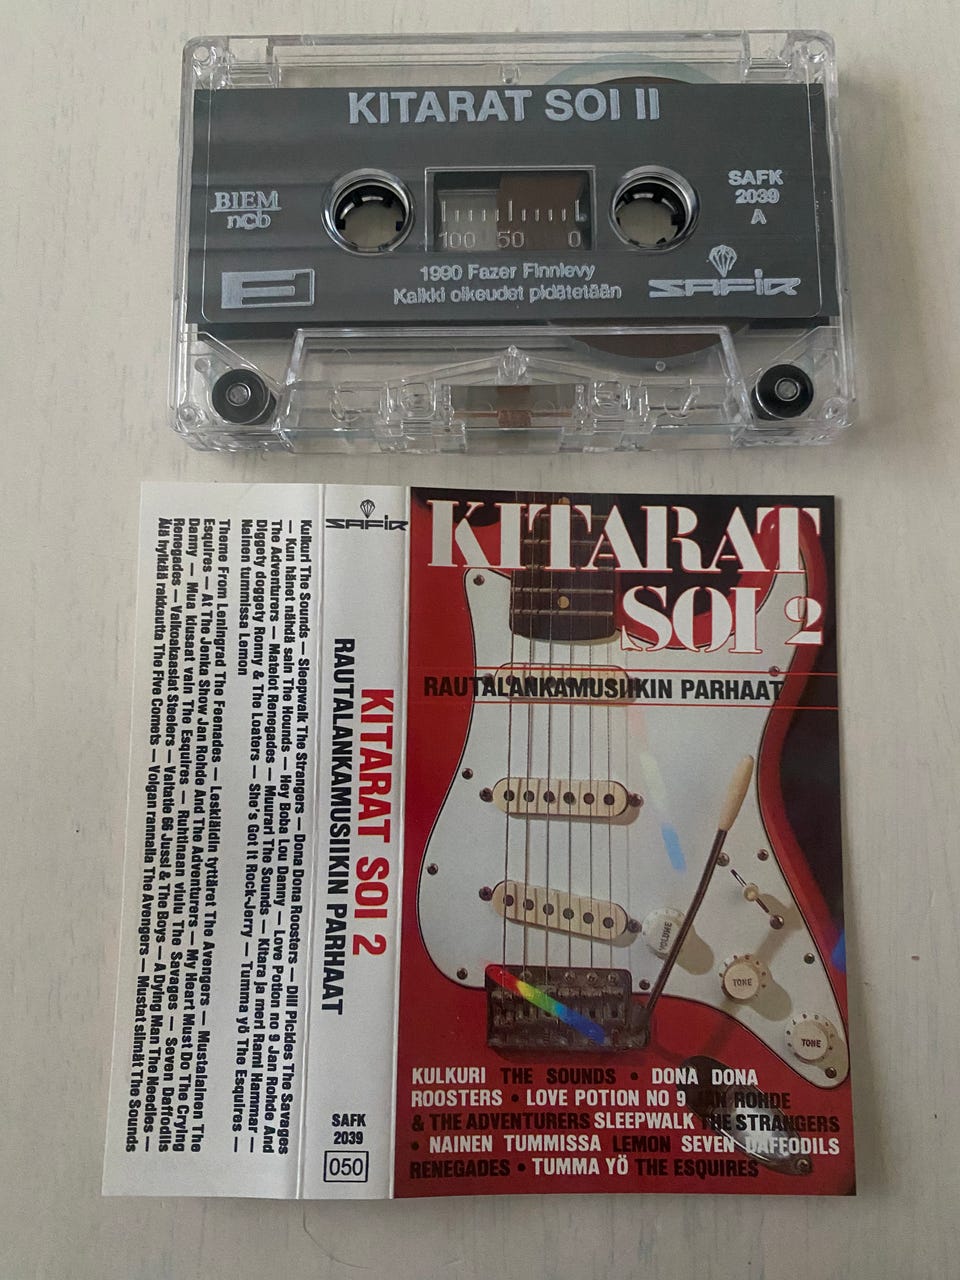 KITARAT SOI II
BIEM
ncb
SAFK
2039
A
100 50 0
1990 Fazer Finnlevy
Kaikki oikeudet pidätetään
F
SAFIR
KITARAT
SOI 2
RAUTALANKAMUSIIKIN PARHAAT
VOLUME
TONE
TONE
KULKURI THE SOUNDS • DONA DONA
ROOSTERS • LOVE POTION NO 9 JAN ROHDE
& THE ADVENTURERS SLEEPWALK THE STRANGERS
• NAINEN TUMMISSA LEMON SEVEN DAFFODILS
RENEGADES • TUMMA YÖ THE ESQUIRES
SAFIR
KITARAT SOI 2
RAUTALANKAMUSIIKIN PARHAAT
SAFK
2039
050
Kulkuri The Sounds — Sleepwalk The Strangers — Dona Dona Roosters — Dill Pickles The Savages
— Kun hänet nähdä sain The Hounds — Hey Boba Lou Danny — Love Potion no 9 Jan Rohde And
The Adventurers — Matelot Renegades — Muurari The Sounds — Kitara ja meri Rami Hammar —
Diggety doggety Ronny & The Loafers — She's Got It Rock-Jerry — Tumma yö The Esquires —
Nainen tummissa Lemon
Theme From Leningrad The Feenades — Leskiäidin tyttäret The Avengers — Mustalainen The
Esquires — At The Jenka Show Jan Rohde And The Adventurers — My Heart Must Do The Crying
Danny — Mua kiusaat vain The Esquires — Ruhtinaan viulu The Savages — Seven Daffodils
Renegades — Valkoakaasiat Steelers — Valtatie 66 Jussi & The Boys — A Dying Man The Needles —
Älä hylkää rakkautta The Five Comets — Volgan rannalla The Avengers — Mustat silmät The Sounds